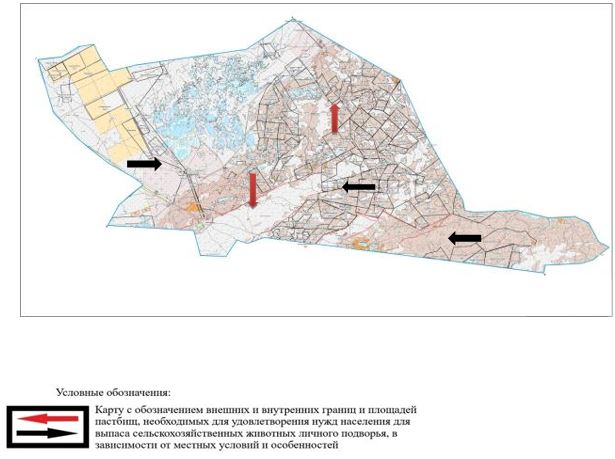 Условные обозначения:
Карту с обозначением внешних и внутренних границ и площадей
пастбищ, необходимых для удовлетворения нужд населения для
выпаса сельскохозяйственных животных личного подворья, в
зависимости от местных условий и особенностей